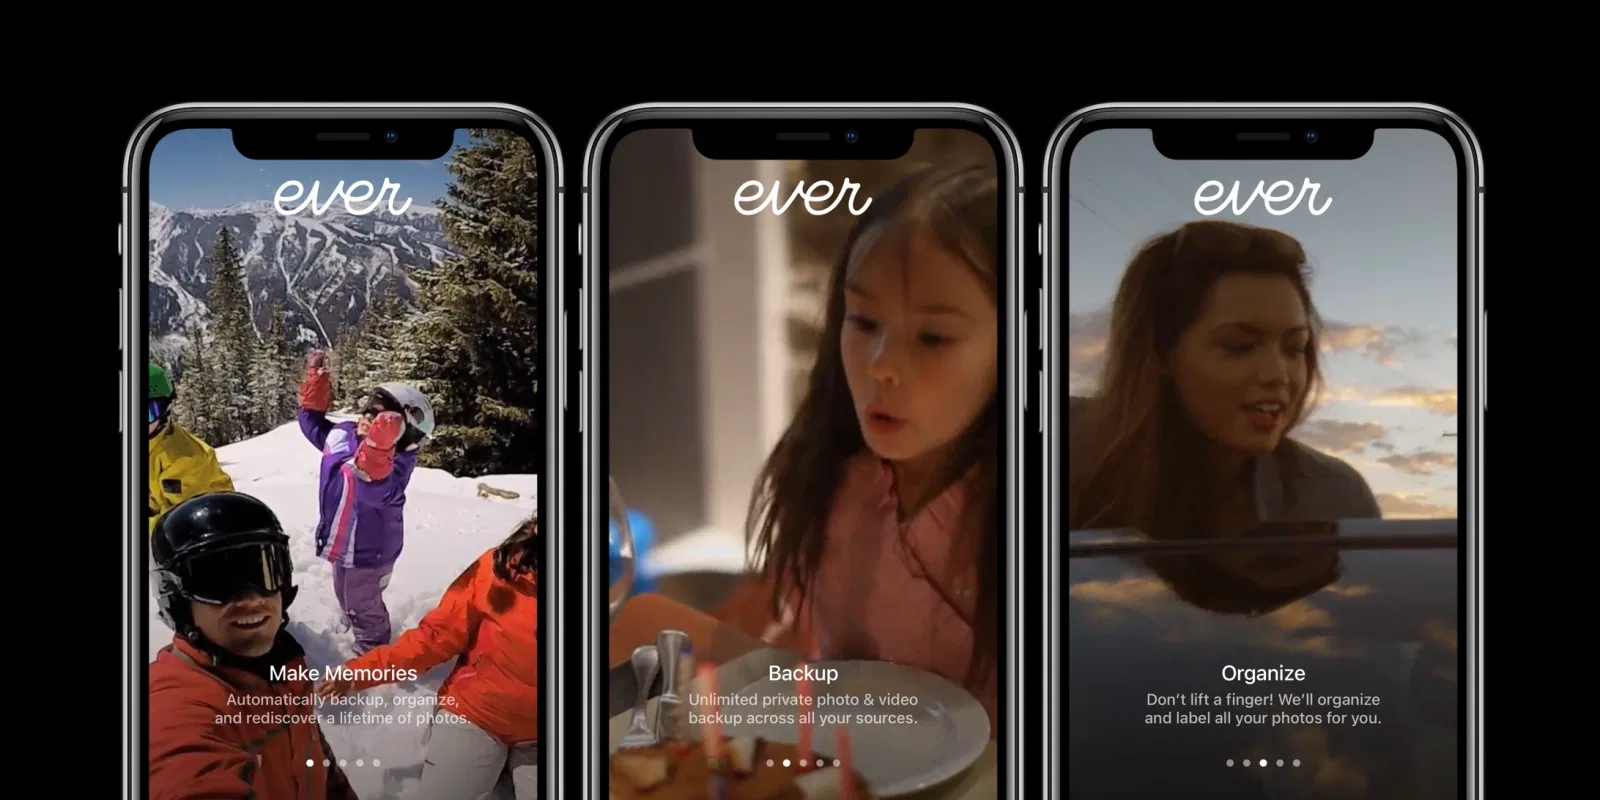 ever
Make Memories
Automatically backup, organize,
and rediscover a lifetime of photos.
ever
Backup
Unlimited private photo & video
backup across all your sources.
ever
Organize
Don’t lift a finger! We’ll organize
and label all your photos for you.